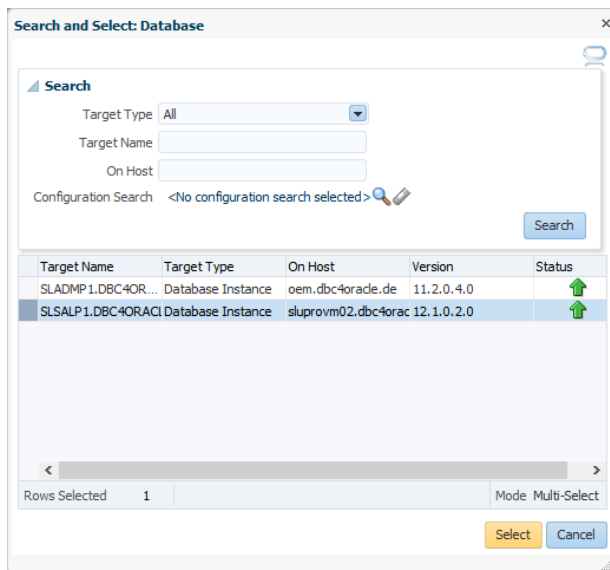 Search and Select: Database
Search
Target Type All
Target Name
On Host
Configuration Search <No configuration search selected>
Search
Target Name Target Type On Host Version Status
SLADMP1.DBC4OR... Database Instance oem.dbc4oracle.de 11.2.0.4.0
SLSALP1.DBC4ORACL Database Instance sluprovm02.dbc4orac 12.1.0.2.0
Rows Selected 1 Mode Multi-Select
Select Cancel